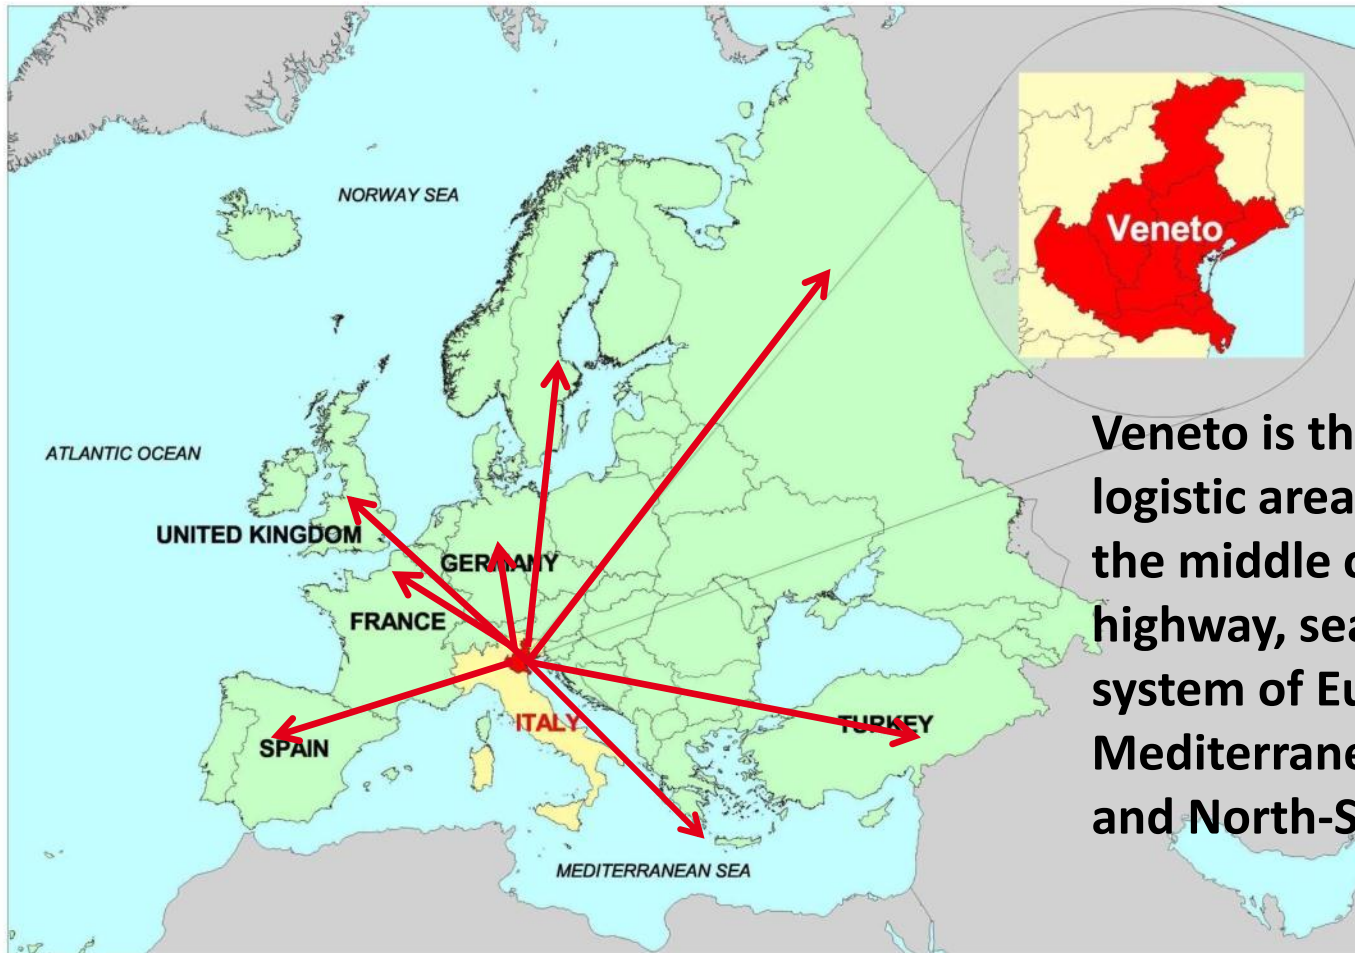 NORWAY SEA
Veneto
ATLANTIC OCEAN
UNITED KINGDOM
GERMANY
FRANCE
SPAIN
ITALY
TURKEY
MEDITERRANEAN SEA
Veneto is th
logistic area
the middle
highway, sea
system of Eu
Mediterrane
and North-S